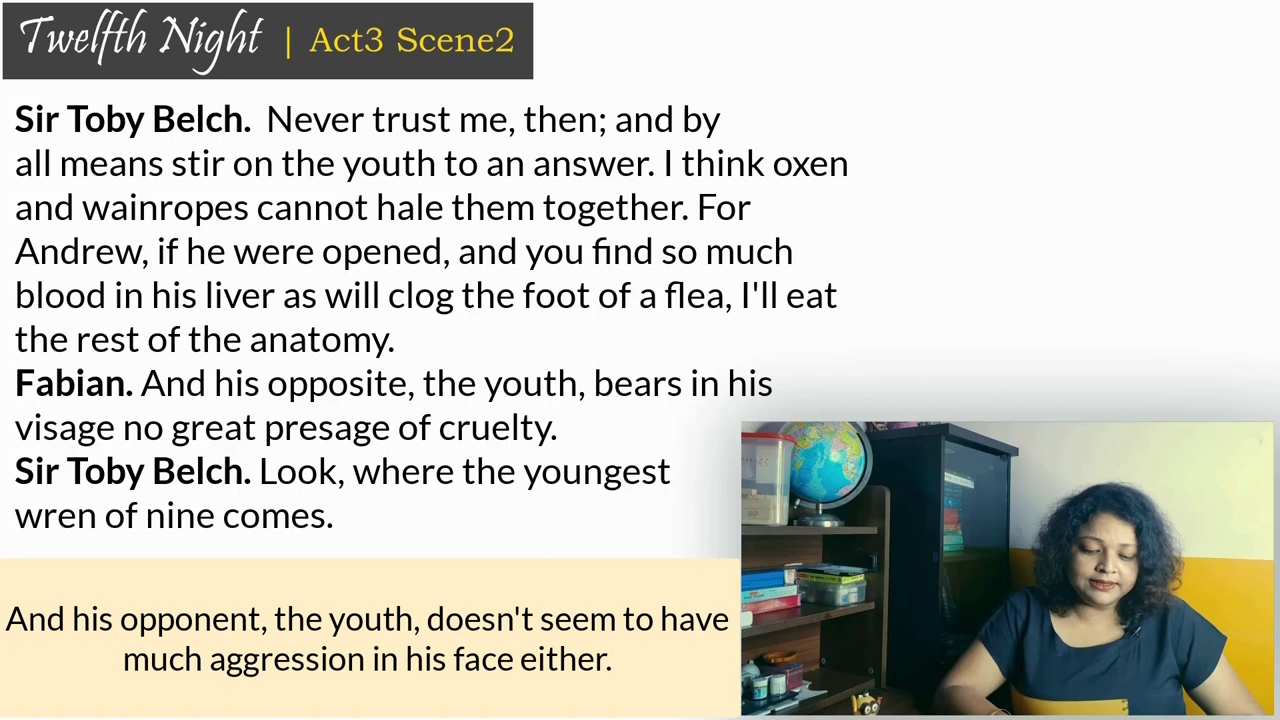 Twelfth Night | Act3 Scene2
Sir Toby Belch. Never trust me, then; and by
all means stir on the youth to an answer. I think oxen
and wainropes cannot hale them together. For
Andrew, if he were opened, and you find so much
blood in his liver as will clog the foot of a flea, I'll eat
the rest of the anatomy.
Fabian. And his opposite, the youth, bears in his
visage no great presage of cruelty.
Sir Toby Belch. Look, where the youngest
wren of nine comes.
And his opponent, the youth, doesn't seem to have
much aggression in his face either.